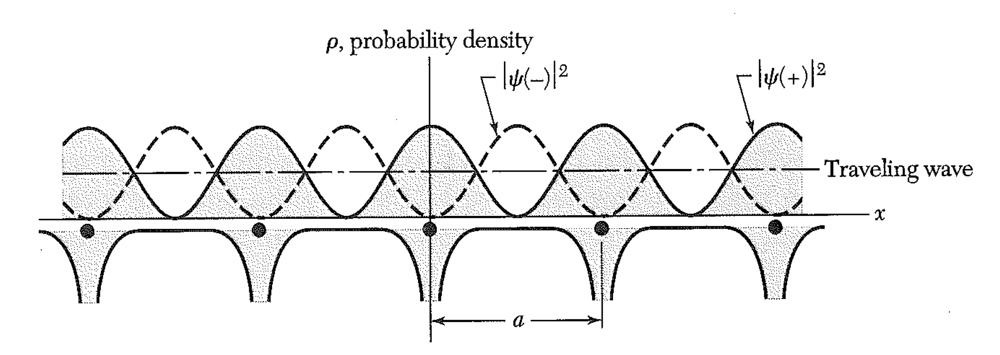 ρ, probability density
|ψ(−)|²
|ψ(+)|²
Traveling wave
x
a